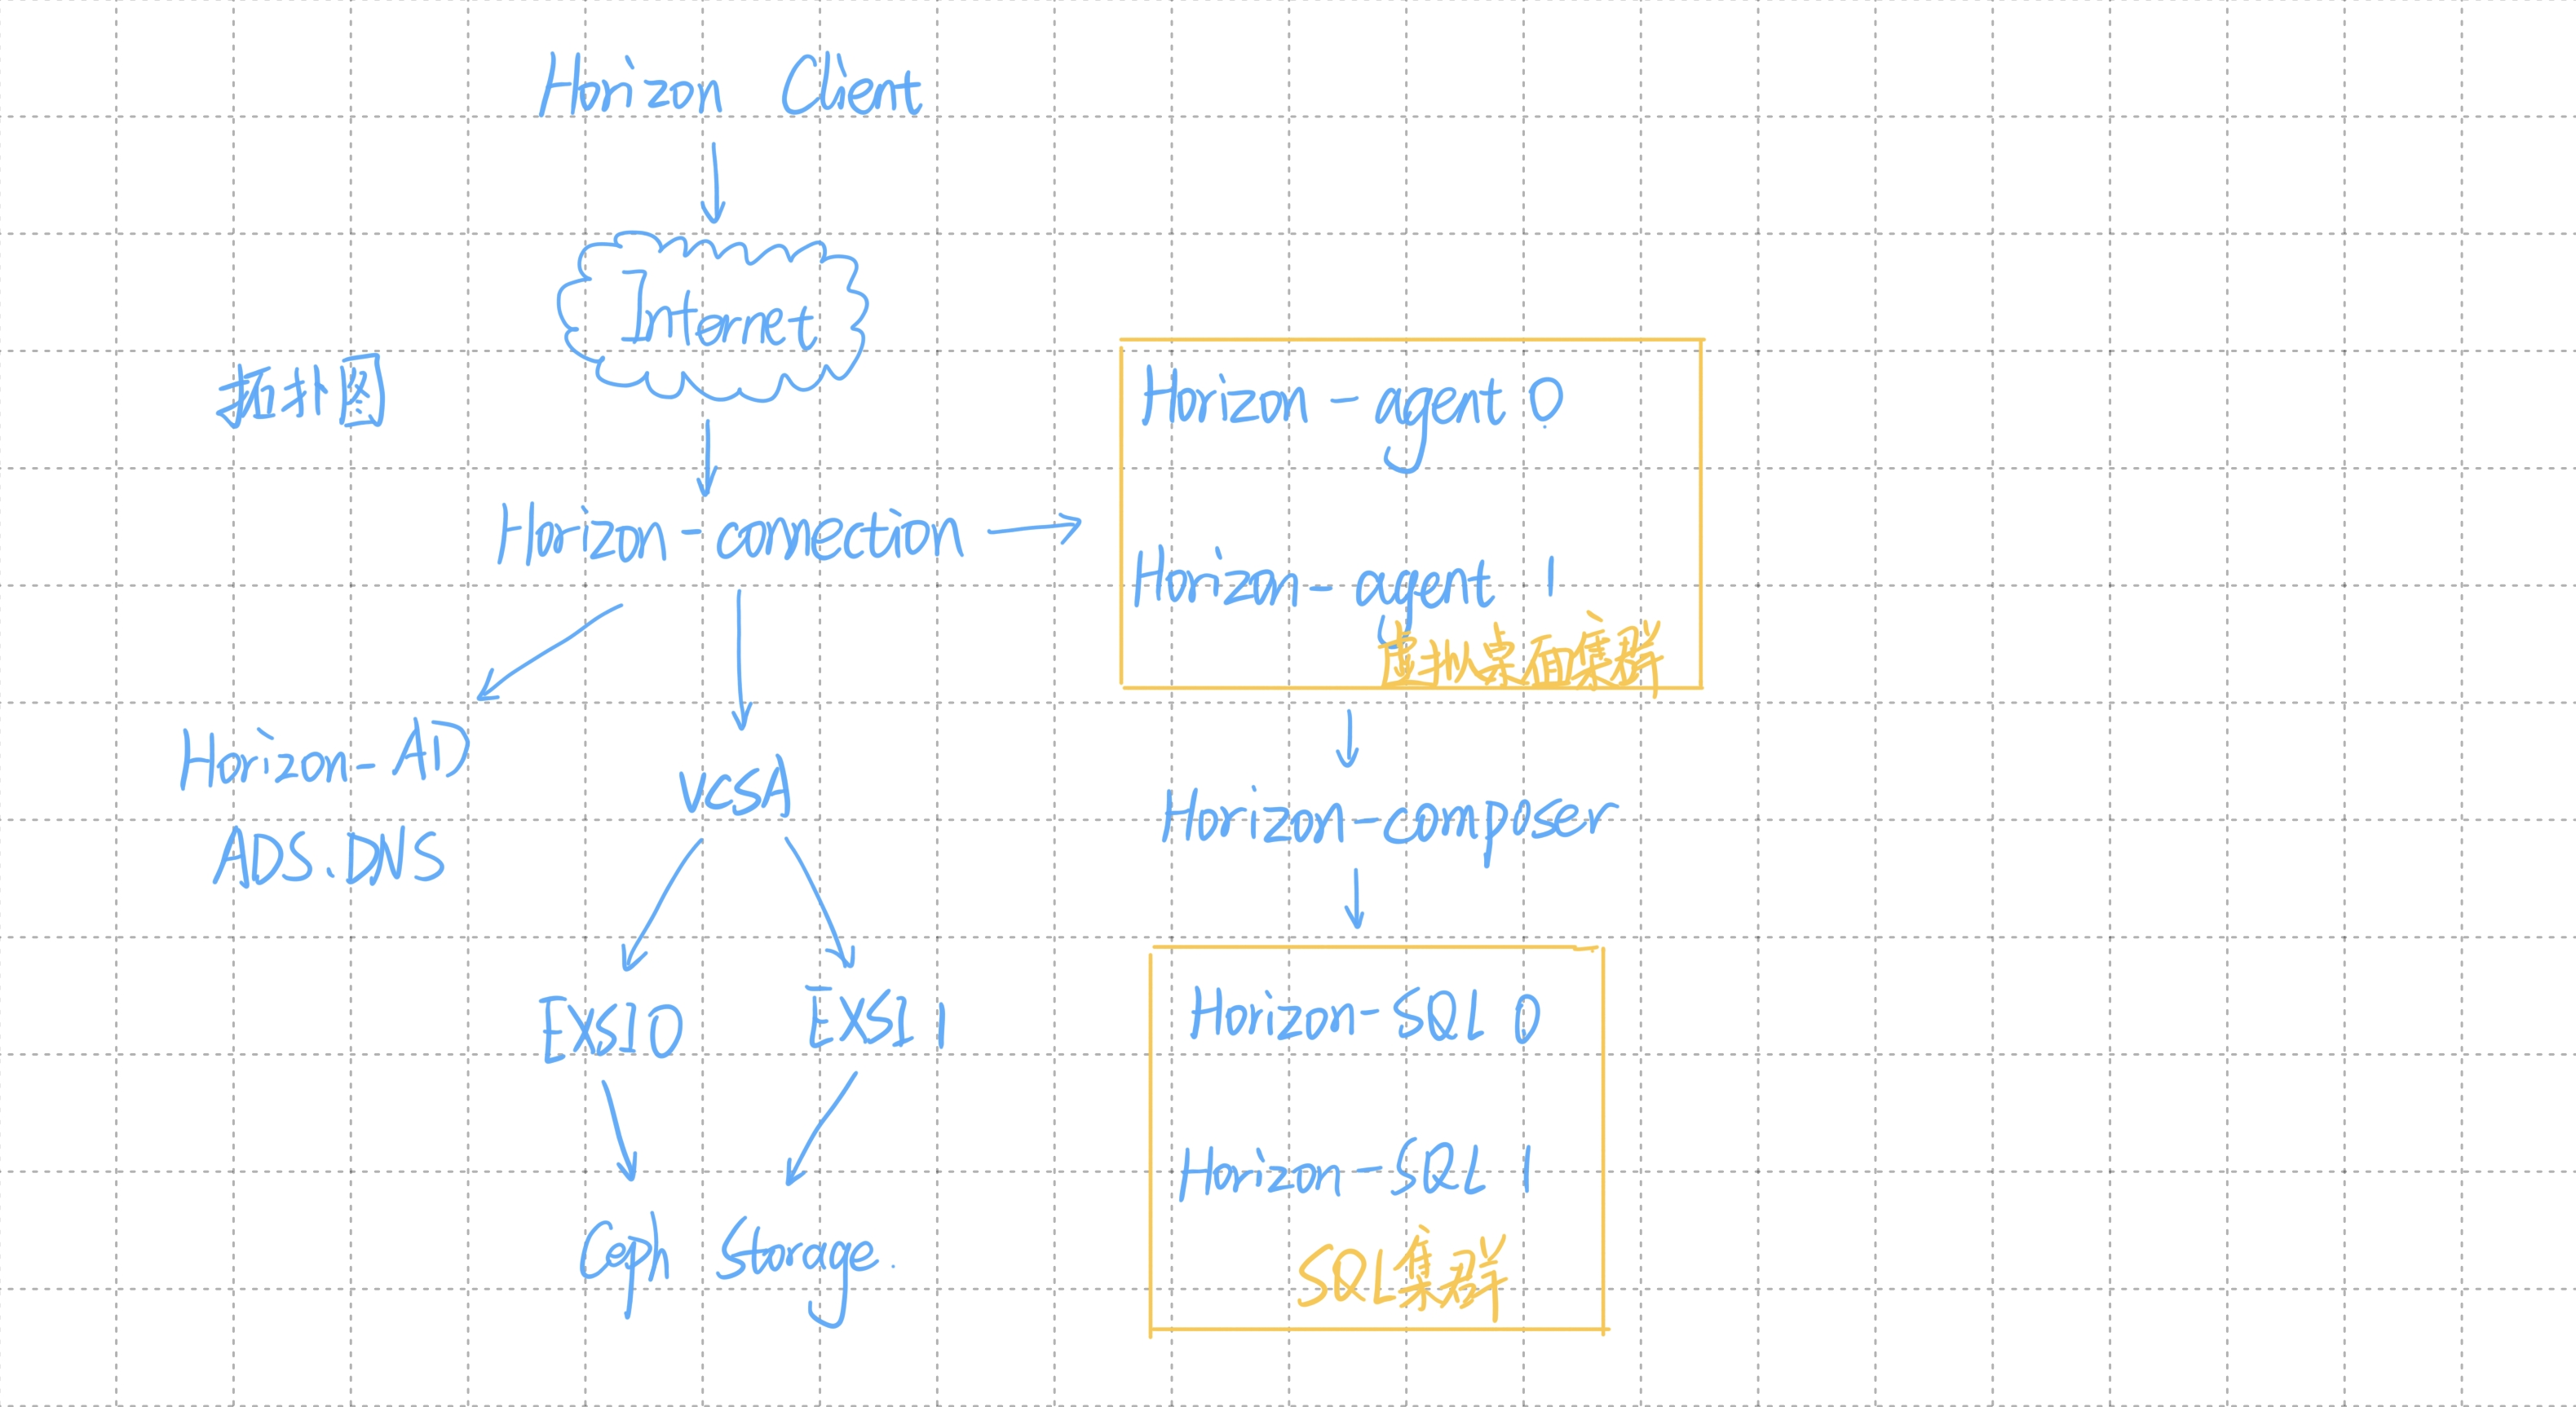 Horizon Client
Internet
拓扑图
Horizon-connection
Horizon-AD
ADS.DNS
VCSA
EXSI0
EXSI 1
Ceph Storage.
Horizon-agent 0
Horizon-agent 1
虚拟桌面集群
Horizon-composer
Horizon-SQL 0
Horizon-SQL 1
SQL集群